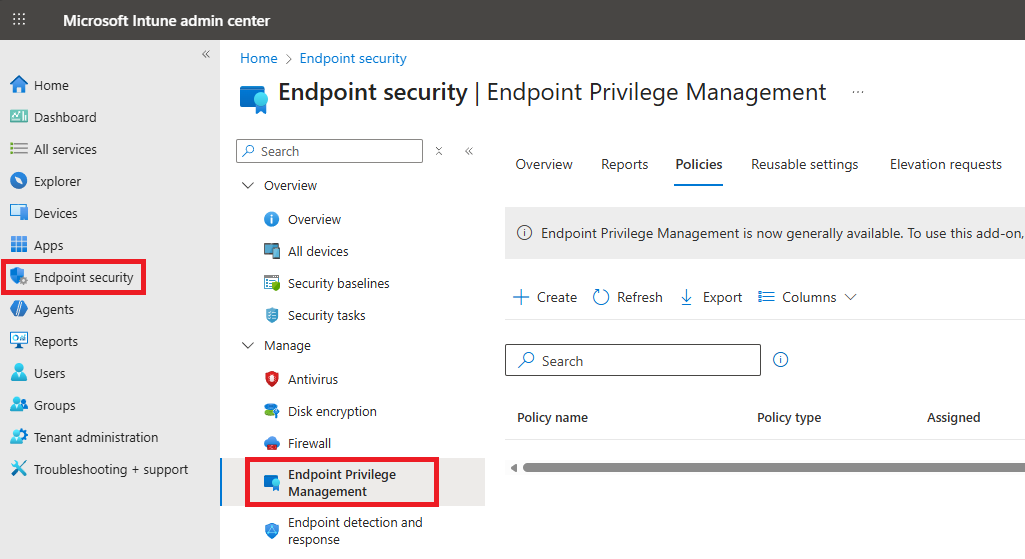 Microsoft Intune admin center
Home
Dashboard
All services
Explorer
Devices
Apps
Endpoint security
Agents
Reports
Users
Groups
Tenant administration
Troubleshooting + support
Home > Endpoint security
Endpoint security | Endpoint Privilege Management ...
Search
Overview
Overview
All devices
Security baselines
Security tasks
Manage
Antivirus
Disk encryption
Firewall
Endpoint Privilege
Management
Endpoint detection and
response
Overview Reports Policies Reusable settings Elevation requests
Endpoint Privilege Management is now generally available. To use this add-on,
Create Refresh Export Columns
Search
Policy name Policy type Assigned